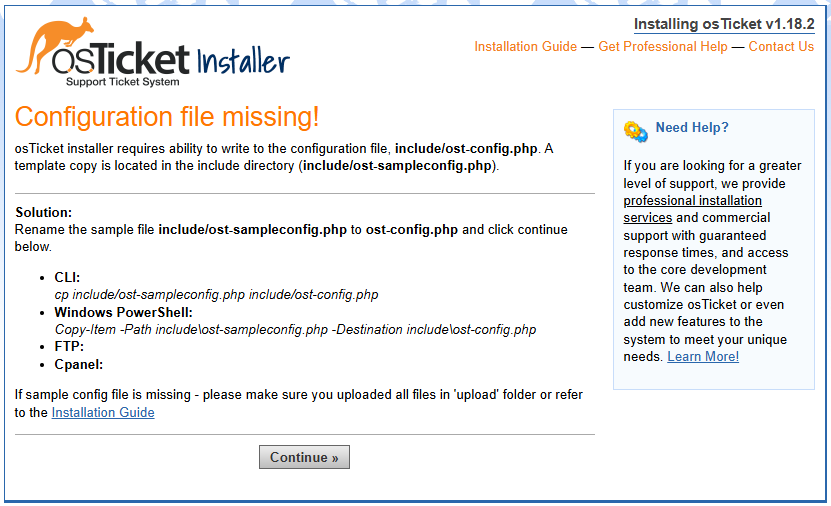 osTicket Installer
Support Ticket System
Installing osTicket v1.18.2
Installation Guide — Get Professional Help — Contact Us
Configuration file missing!
osTicket installer requires ability to write to the configuration file, include/ost-config.php. A
template copy is located in the include directory (include/ost-sampleconfig.php).
Solution:
Rename the sample file include/ost-sampleconfig.php to ost-config.php and click continue
below.
• CLI:
cp include/ost-sampleconfig.php include/ost-config.php
• Windows PowerShell:
Copy-Item -Path include\ost-sampleconfig.php -Destination include\ost-config.php
• FTP:
• Cpanel:
If sample config file is missing - please make sure you uploaded all files in 'upload' folder or refer
to the Installation Guide
Continue »
Need Help?
If you are looking for a greater
level of support, we provide
professional installation
services and commercial
support with guaranteed
response times, and access
to the core development
team. We can also help
customize osTicket or even
add new features to the
system to meet your unique
needs. Learn More!